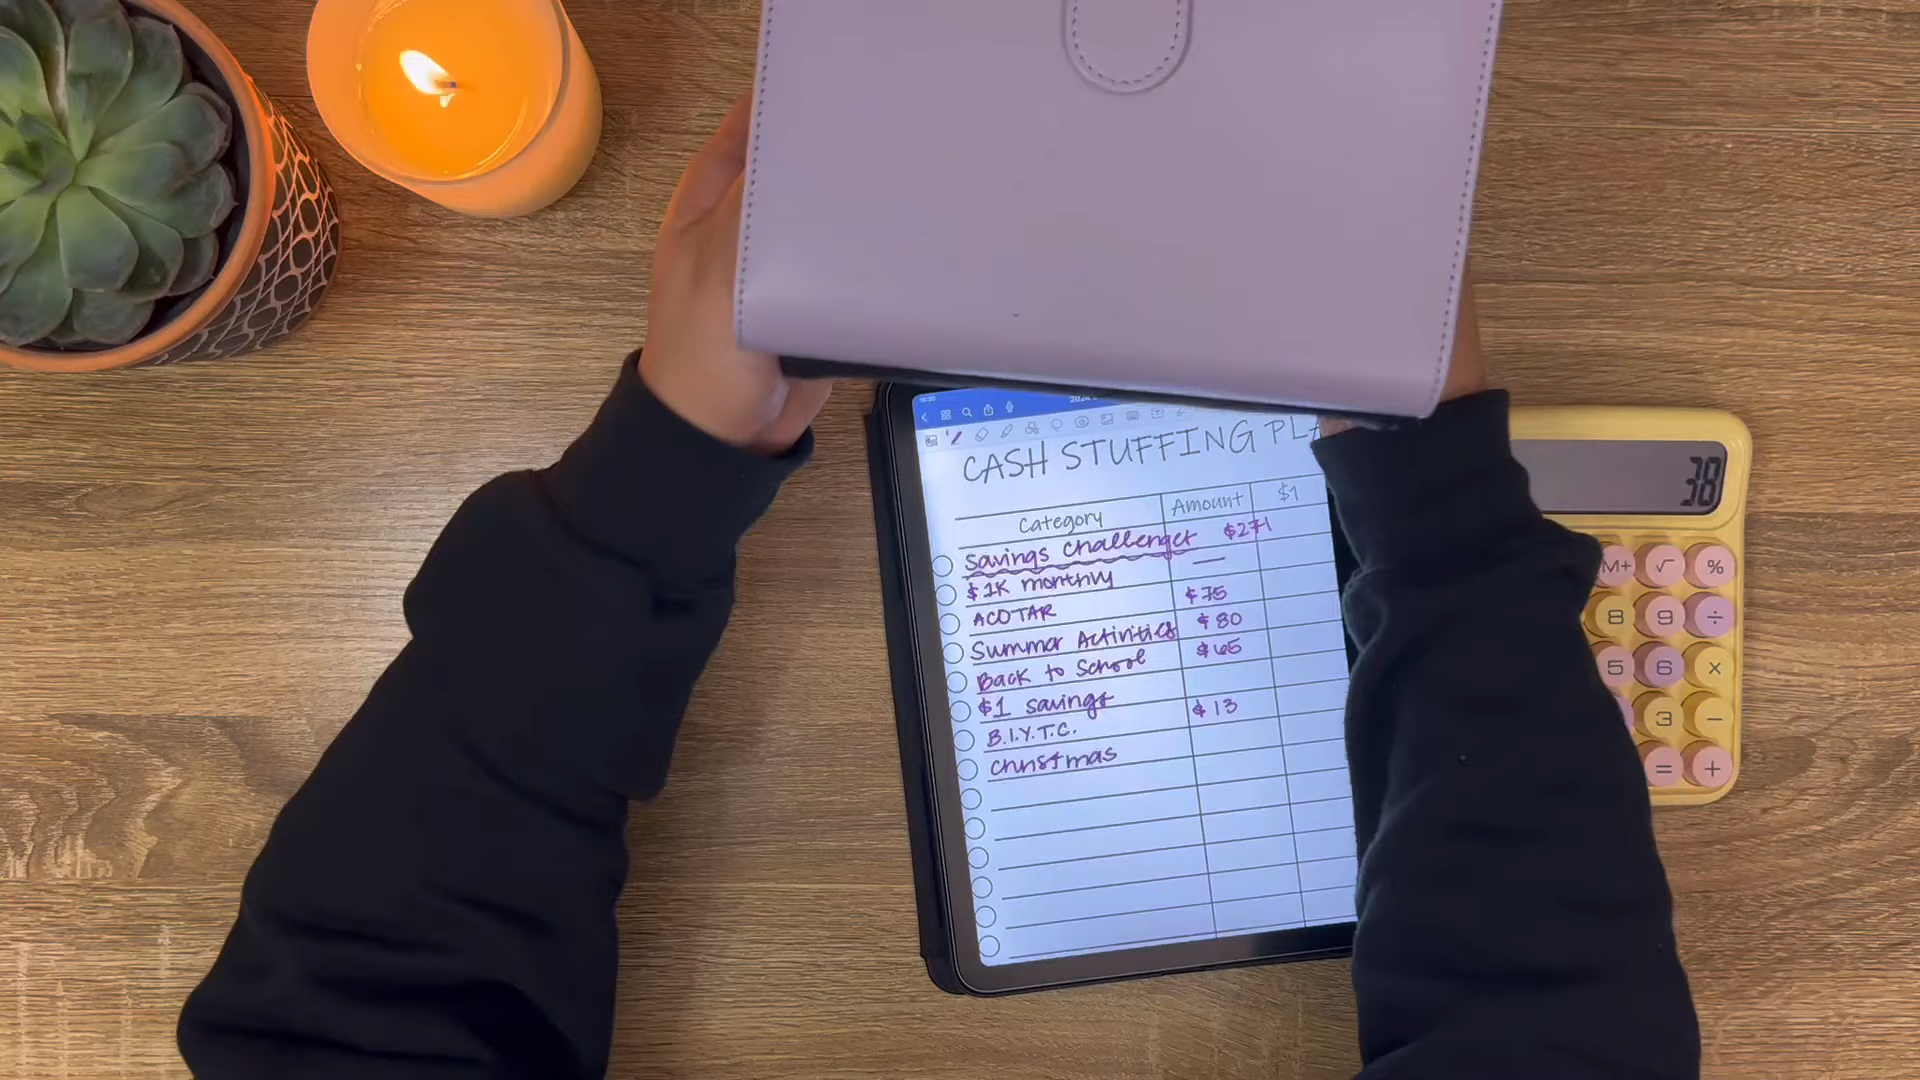 CASH STUFFING PLA
Category Amount $1
Savings Challenges $271
$1K monthly —
ACOTAR $75
Summer Activities $80
Back to School $65
$1 savings
B.I.Y.T.C. $13
Christmas
38
M+ √ %
8 9 ÷
5 6 ×
3 −
= +